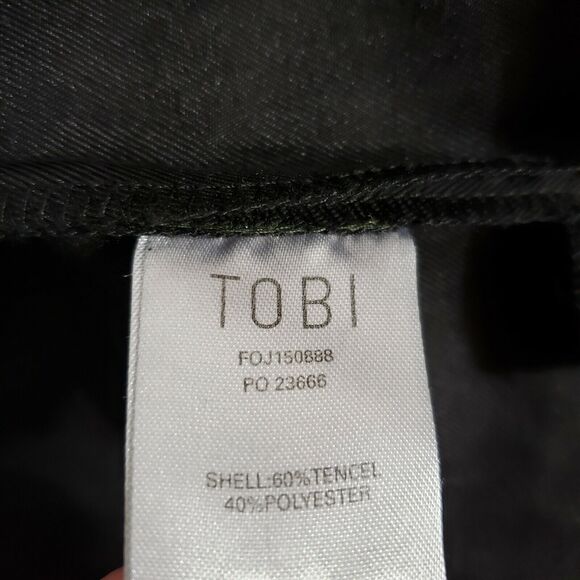 TOBI
FOJ150888
PO 23666
SHELL:60%TENCEL
40%POLYESTER